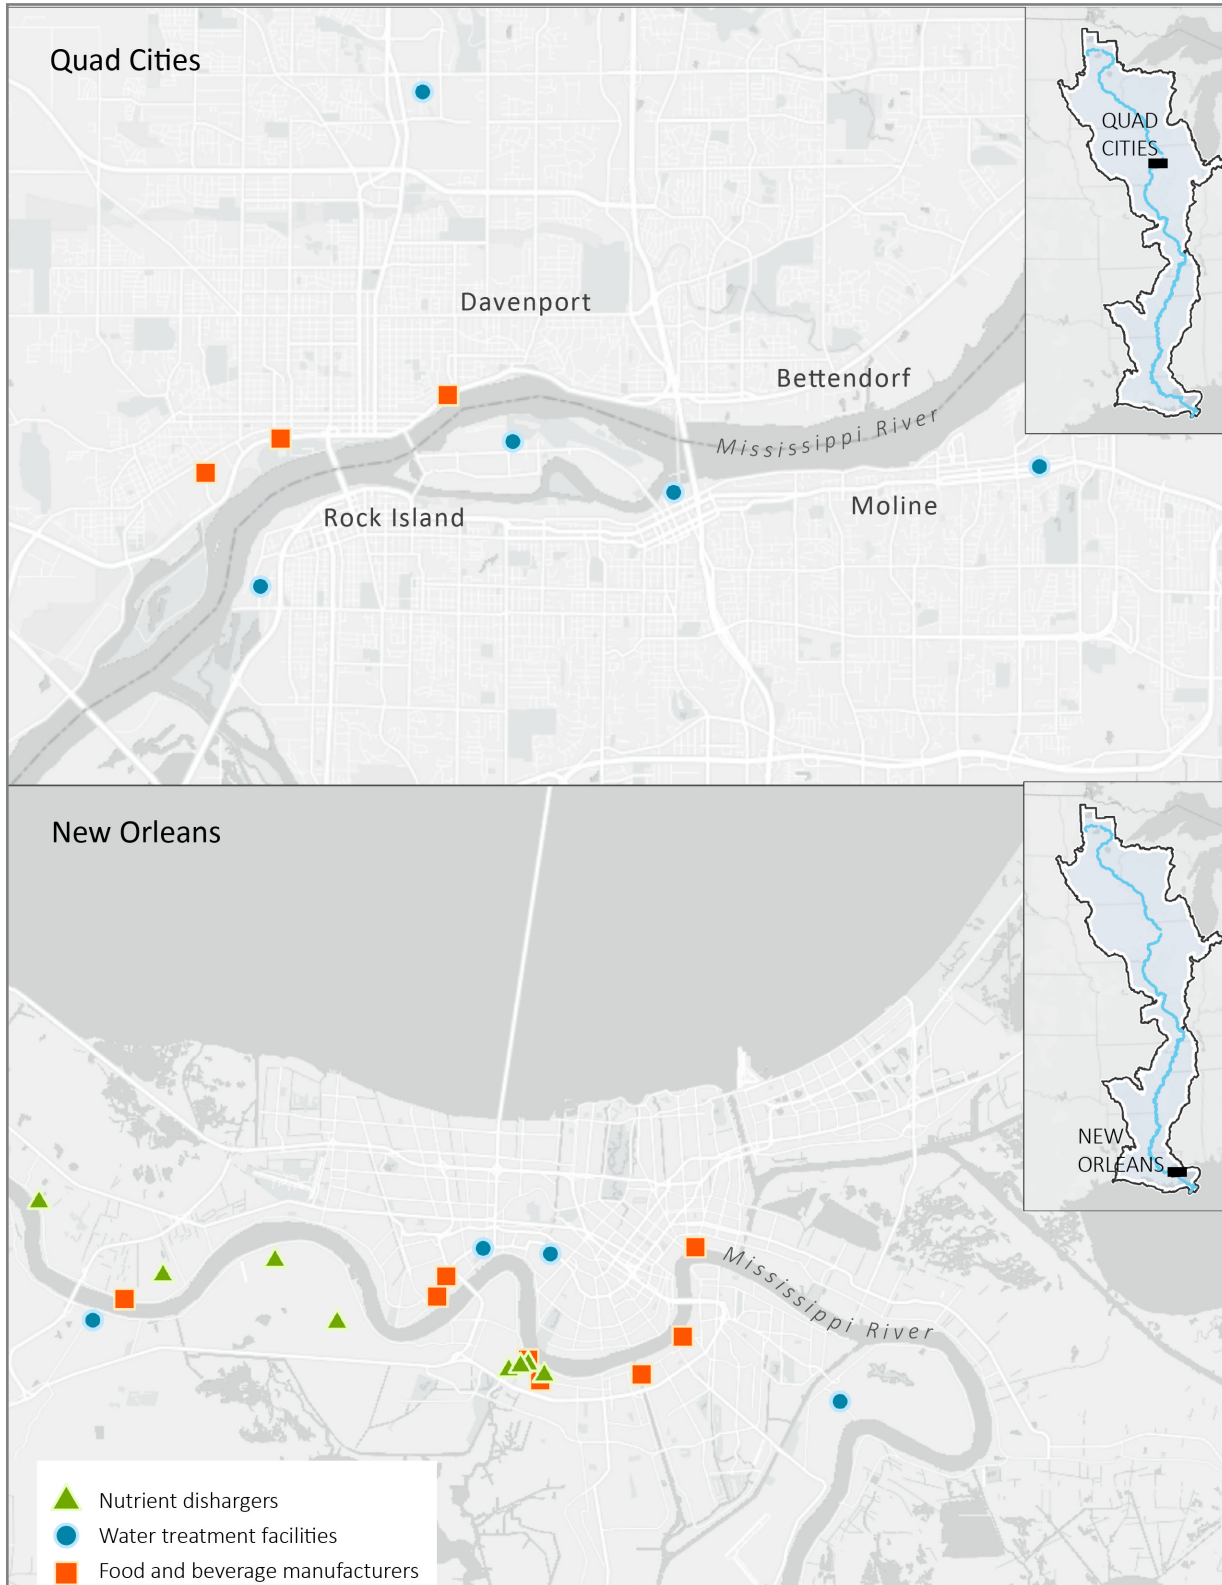 Quad Cities
QUAD
CITIES
Davenport
Bettendorf
Mississippi River
Moline
Rock Island
New Orleans
NEW
ORLEANS
Mississippi River
Nutrient dishargers
Water treatment facilities
Food and beverage manufacturers